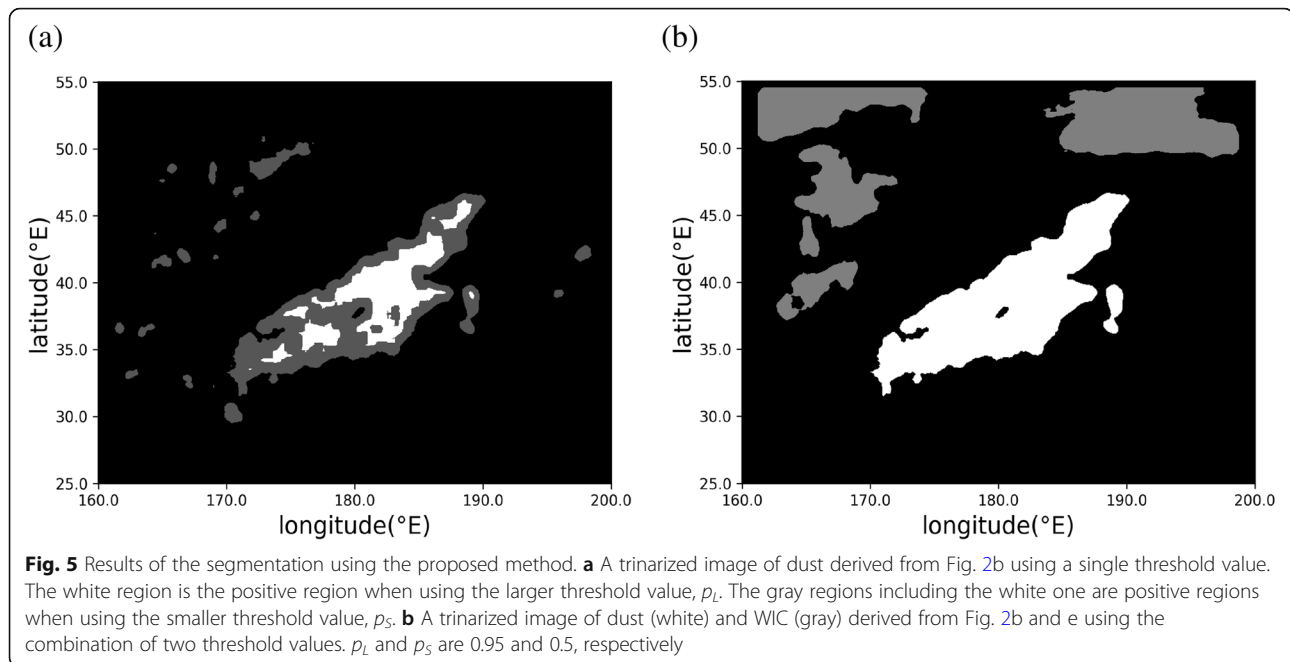 (a)
(b)
55.0
50.0
45.0
40.0
35.0
30.0
25.0
latitude(°E)
160.0 170.0 180.0 190.0 200.0
longitude(°E)
55.0
50.0
45.0
40.0
35.0
30.0
25.0
latitude(°E)
160.0 170.0 180.0 190.0 200.0
longitude(°E)
Fig. 5 Results of the segmentation using the proposed method. a A trinarized image of dust derived from Fig. 2b using a single threshold value.
The white region is the positive region when using the larger threshold value, pL. The gray regions including the white one are positive regions
when using the smaller threshold value, pS. b A trinarized image of dust (white) and WIC (gray) derived from Fig. 2b and e using the
combination of two threshold values. pL and pS are 0.95 and 0.5, respectively